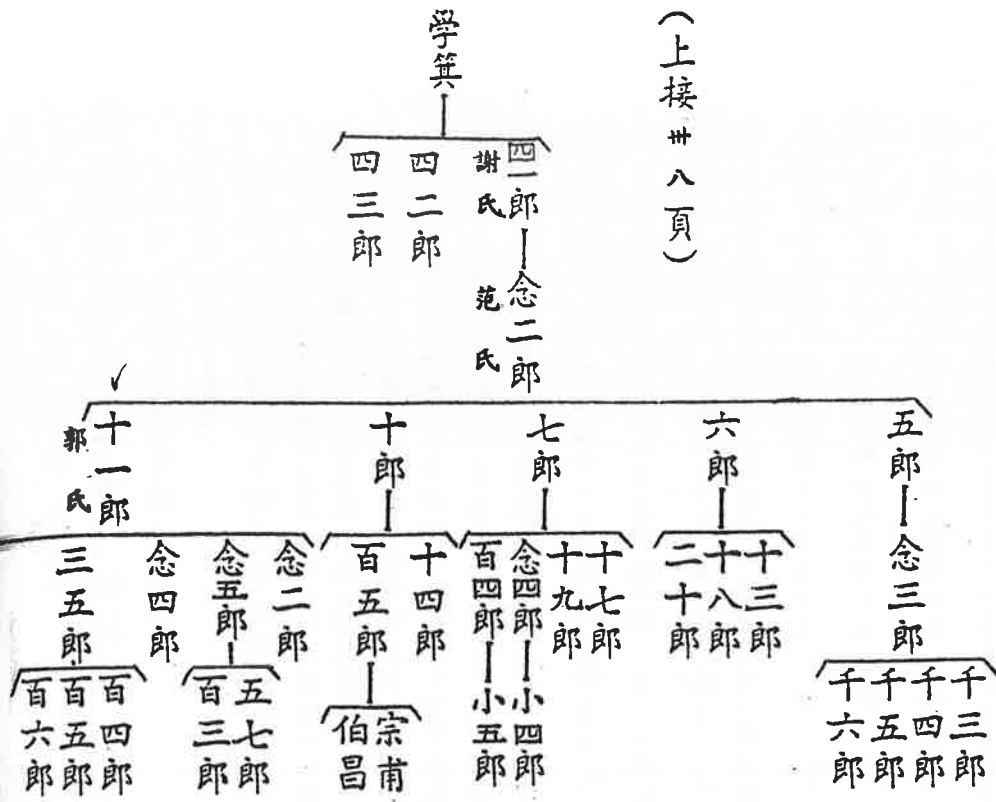 (上接卅八頁)
學箕
四一郎
謝氏
四二郎
四三郎
念二郎
范氏
五郎
六郎
七郎
十郎
十一郎
郭氏
念三郎
十三郎
十八郎
二十郎
十七郎
十九郎
念四郎
百四郎
十四郎
百五郎
念二郎
念五郎
念四郎
三五郎
千三郎
千四郎
千五郎
千六郎
小四郎
小五郎
宗甫
伯昌
五七郎
百三郎
百四郎
百五郎
百六郎